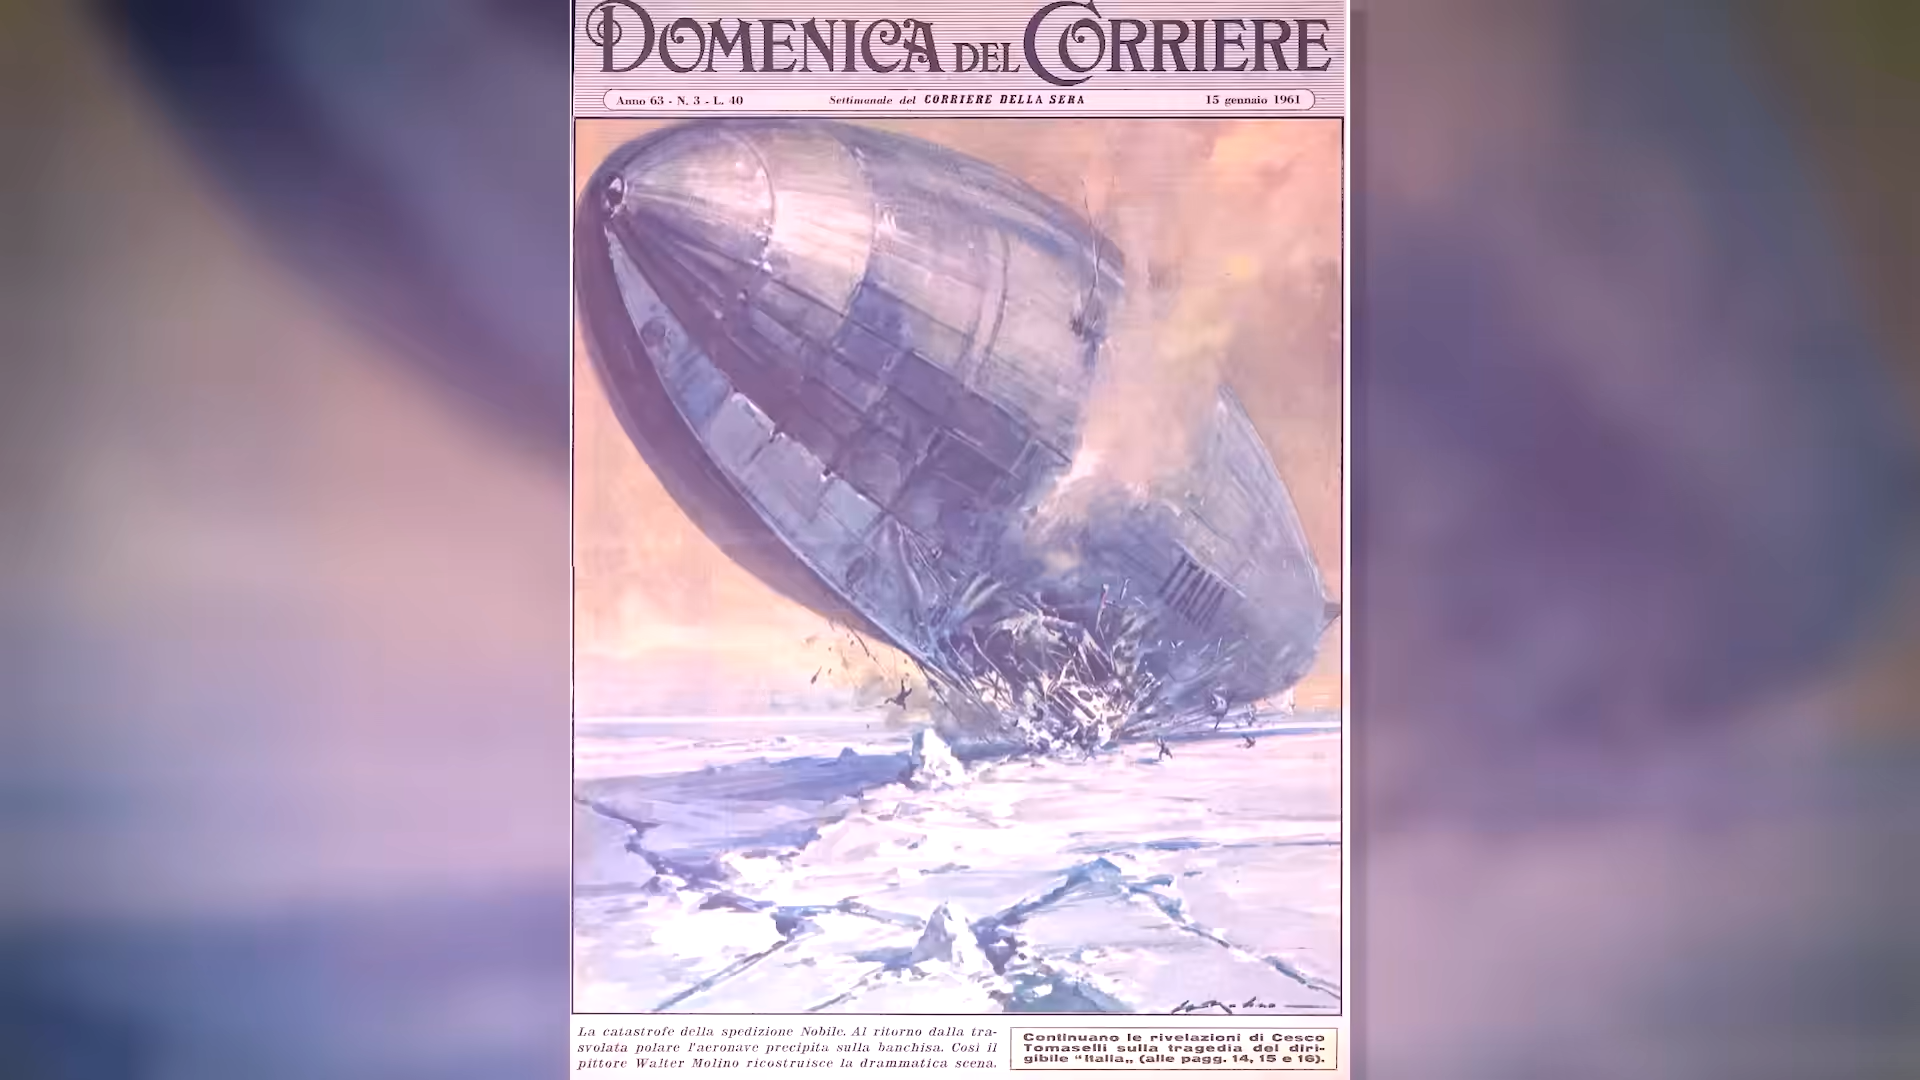 DOMENICA DEL CORRIERE
Anno 63 - N. 3 - L. 40
Settimanale del CORRIERE DELLA SERA
15 gennaio 1961
La catastrofe della spedizione Nobile. Al ritorno dalla tra-
svolata polare l'aeronave precipita sulla banchisa. Così il
pittore Walter Molino ricostruisce la drammatica scena.
Continuano le rivelazioni di Cesco
Tomaselli sulla tragedia del diri-
gibile "Italia„ (alle pagg. 14, 15 e 16).